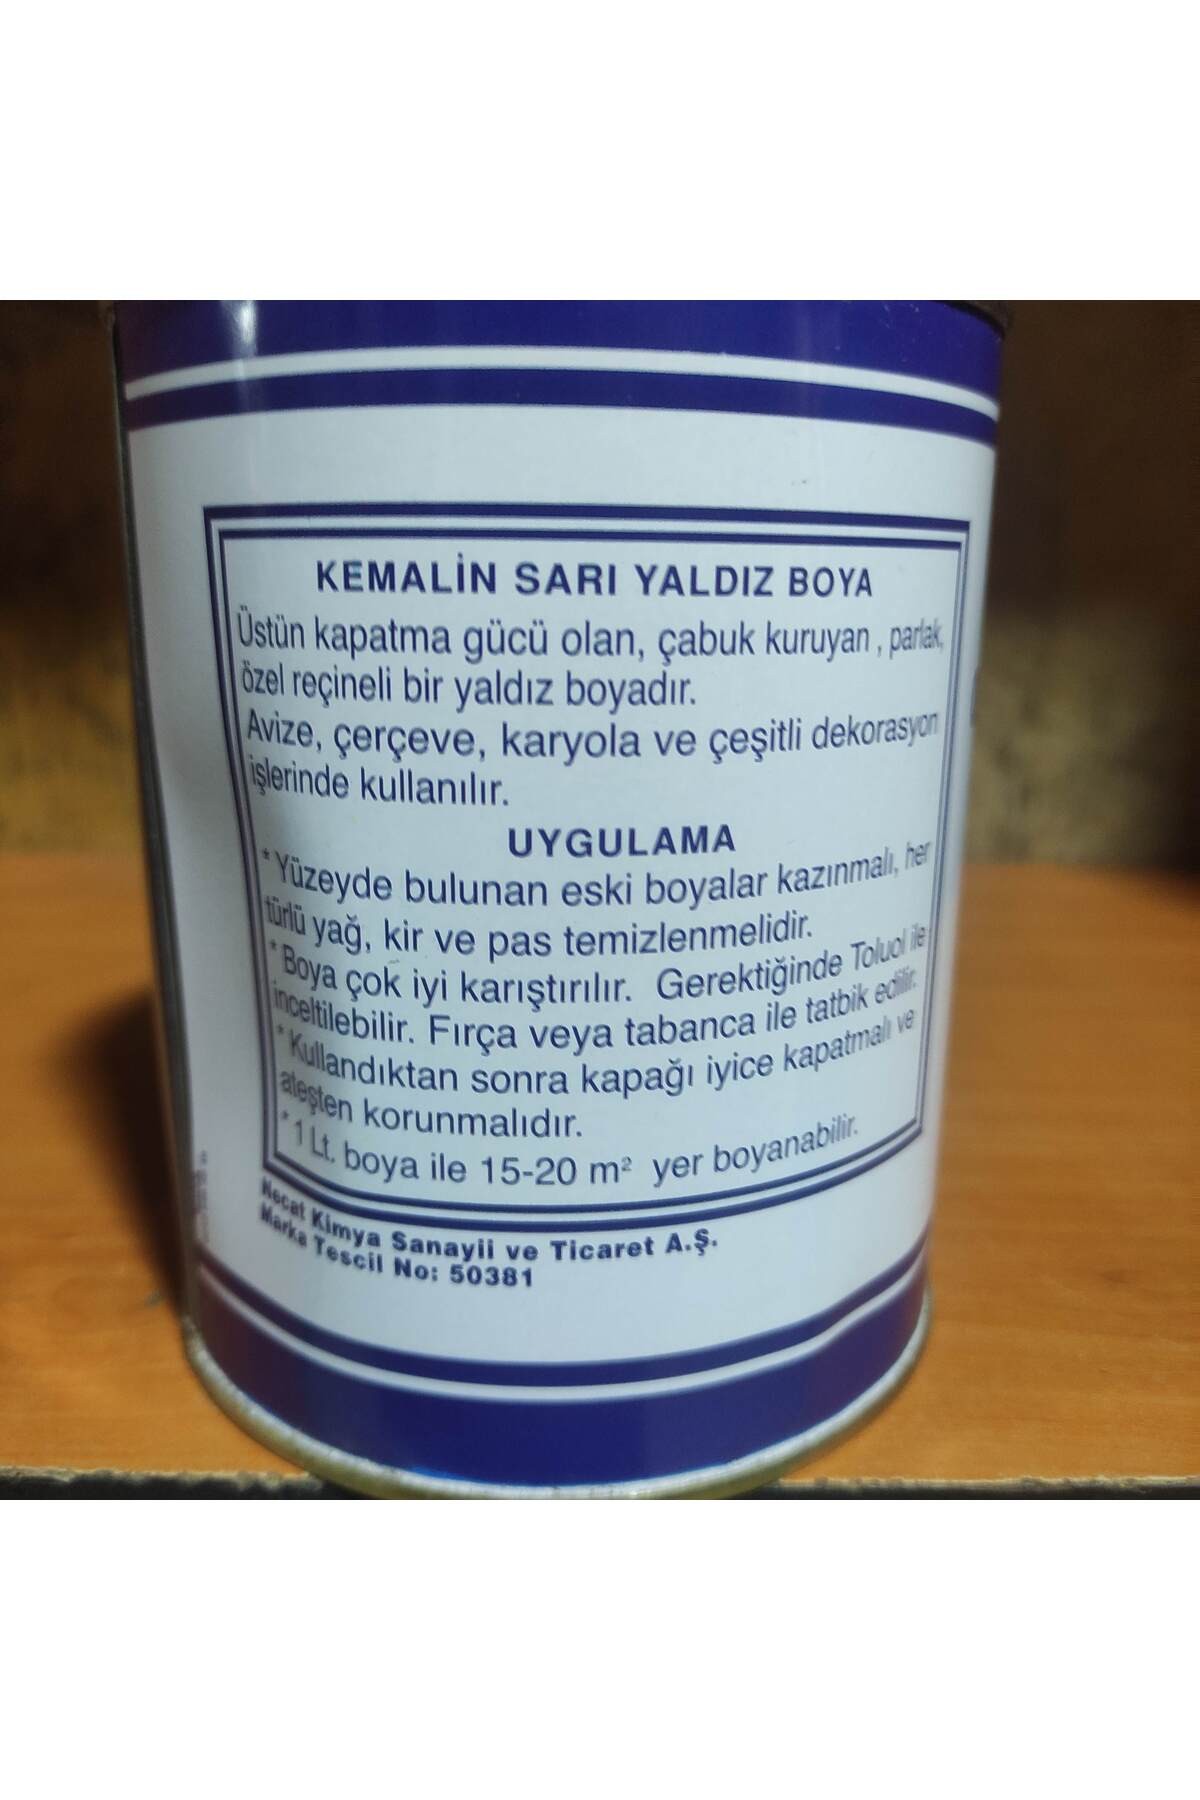 KEMALİN SARI YALDIZ BOYA
Üstün kapatma gücü olan, çabuk kuruyan , parlak,
özel reçineli bir yaldız boyadır.
Avize, çerçeve, karyola ve çeşitli dekorasyon
işlerinde kullanılır.
UYGULAMA
* Yüzeyde bulunan eski boyalar kazınmalı, her
türlü yağ, kir ve pas temizlenmelidir.
* Boya çok iyi karıştırılır. Gerektiğinde Toluol ile
inceltilebilir. Fırça veya tabanca ile tatbik edilir.
* Kullandıktan sonra kapağı iyice kapatmalı ve
ateşten korunmalıdır.
* 1 Lt. boya ile 15-20 m² yer boyanabilir.
Necat Kimya Sanayii ve Ticaret A.Ş.
Marka Tescil No: 50381